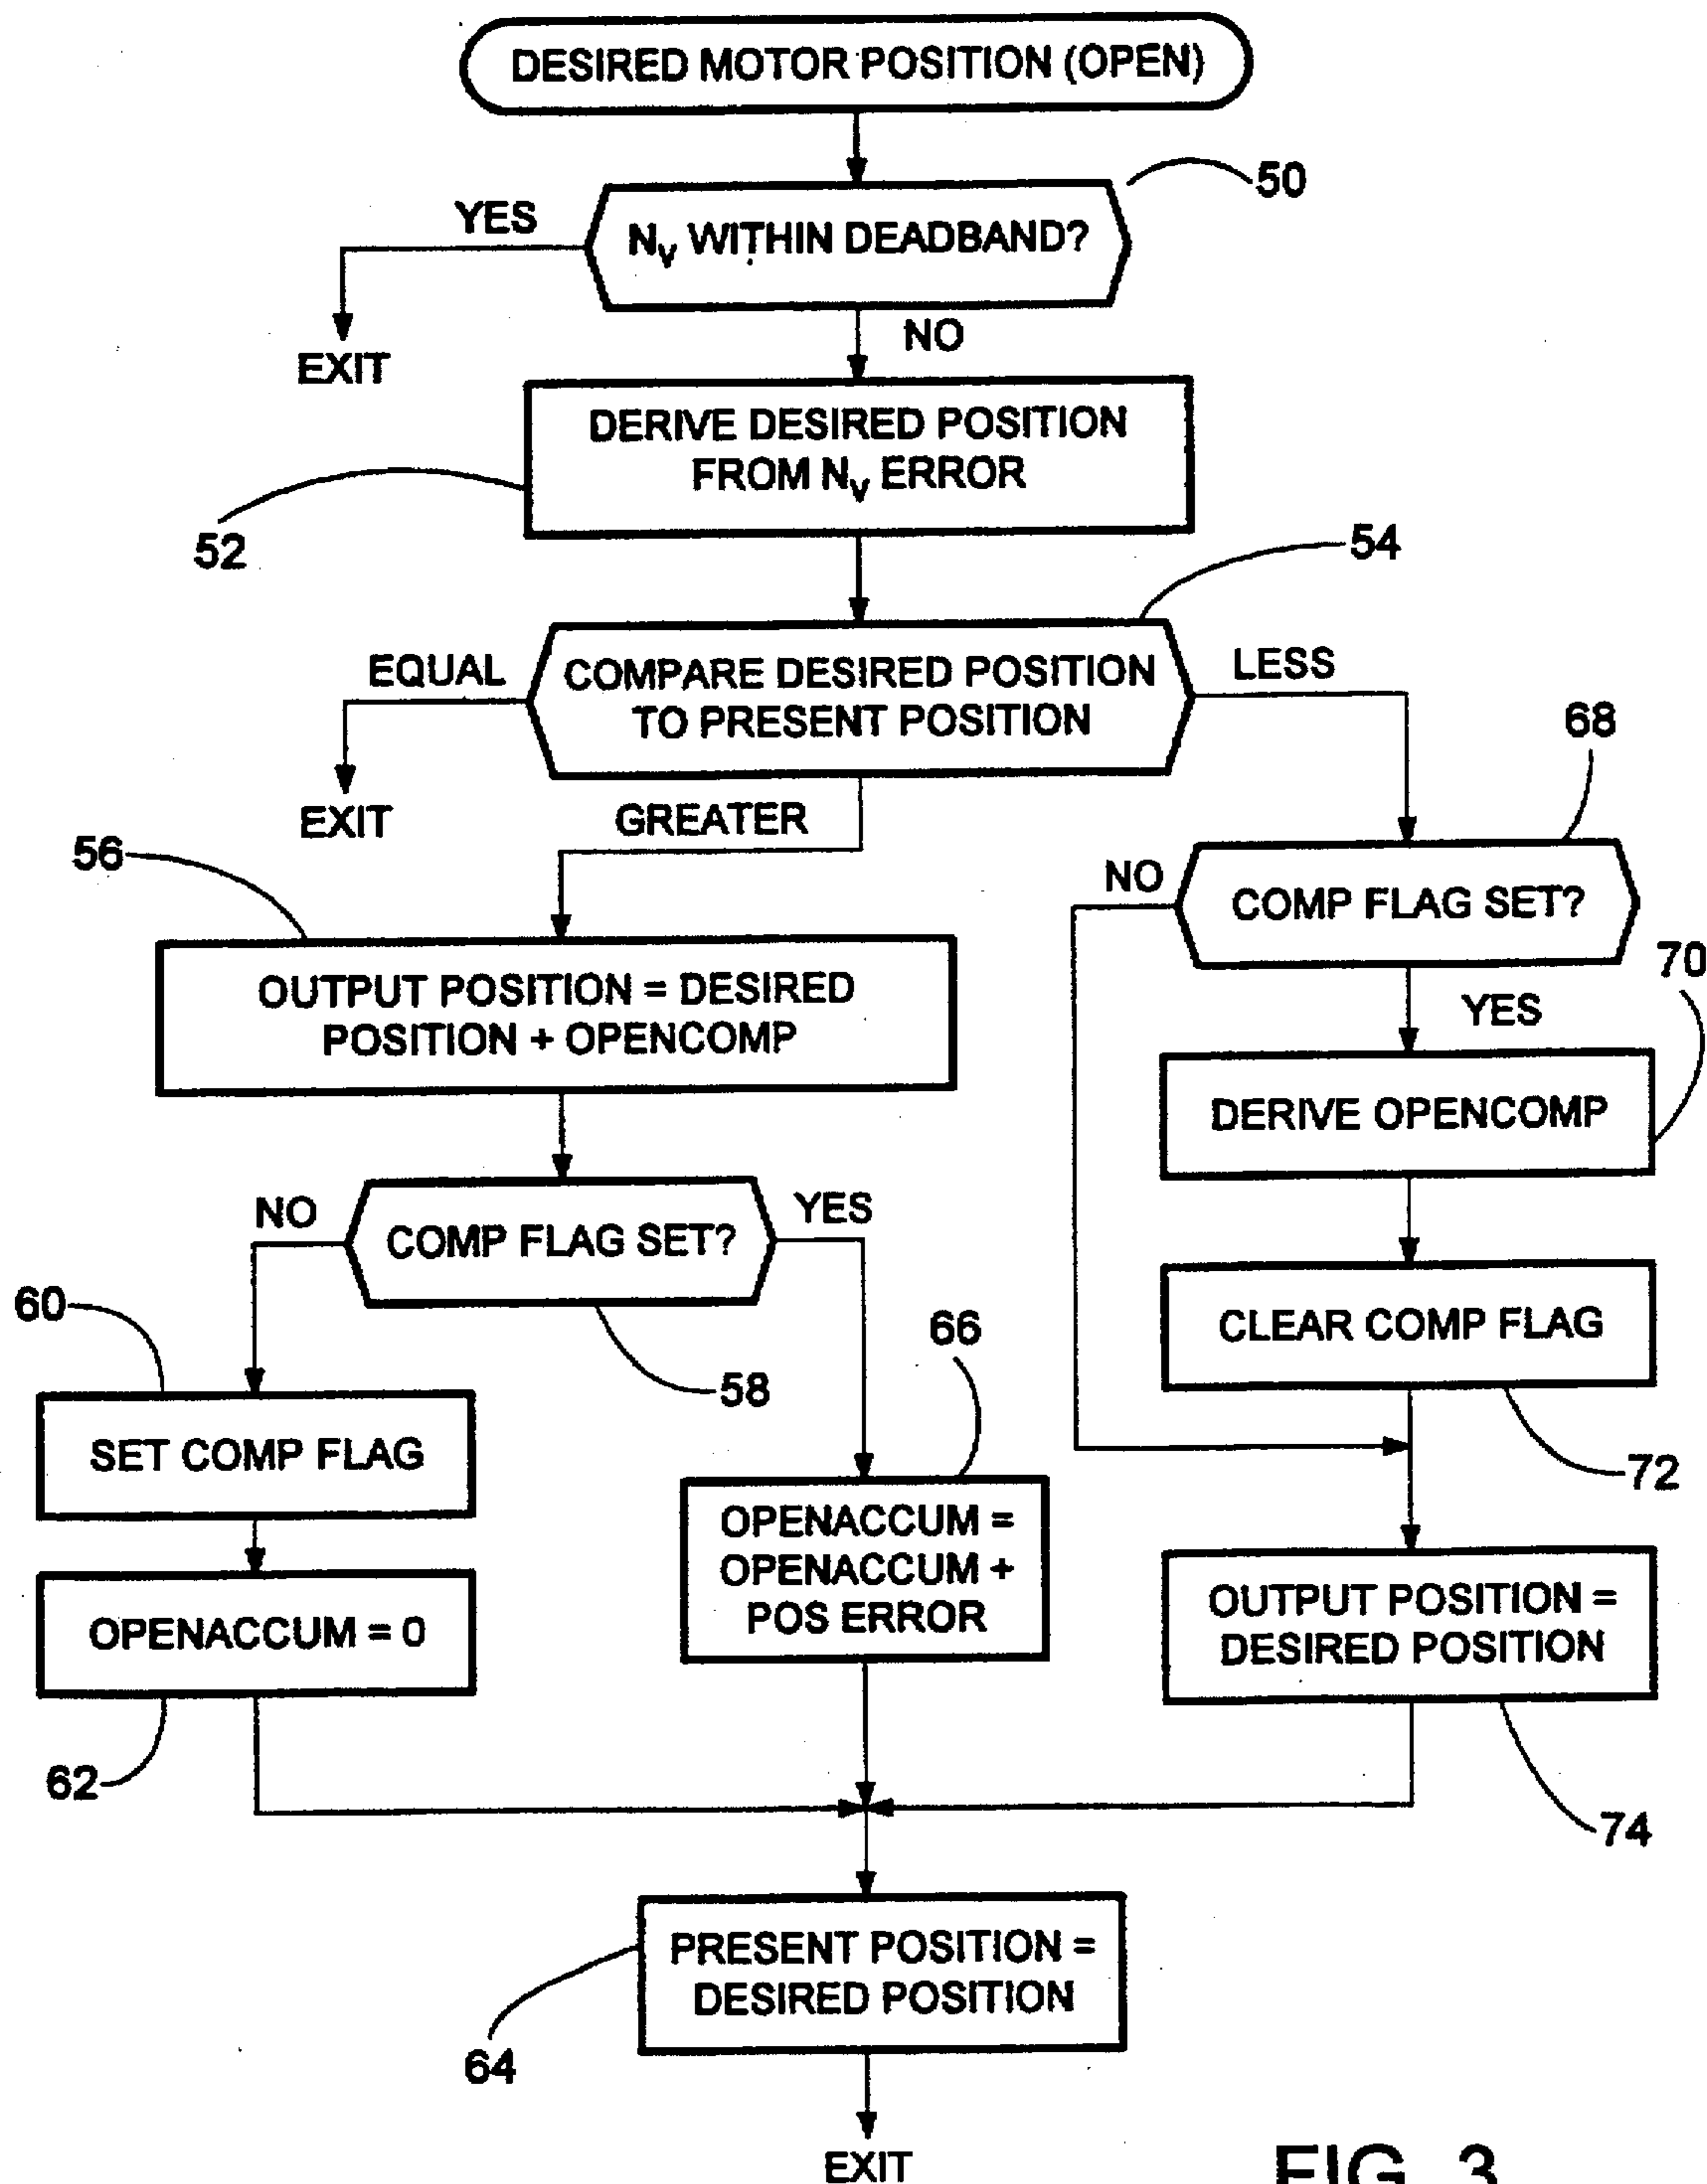 DESIRED MOTOR POSITION (OPEN)
50
YES
NV WITHIN DEADBAND?
NO
EXIT
DERIVE DESIRED POSITION
FROM NV ERROR
52
54
EQUAL
COMPARE DESIRED POSITION
TO PRESENT POSITION
LESS
EXIT
GREATER
68
56
NO
COMP FLAG SET?
70
OUTPUT POSITION = DESIRED
POSITION + OPENCOMP
YES
DERIVE OPENCOMP
NO
COMP FLAG SET?
YES
60
58
66
CLEAR COMP FLAG
72
SET COMP FLAG
OPENACCUM =
OPENACCUM +
POS ERROR
OPENACCUM = 0
OUTPUT POSITION =
DESIRED POSITION
62
74
PRESENT POSITION =
DESIRED POSITION
64
EXIT
FIG. 3